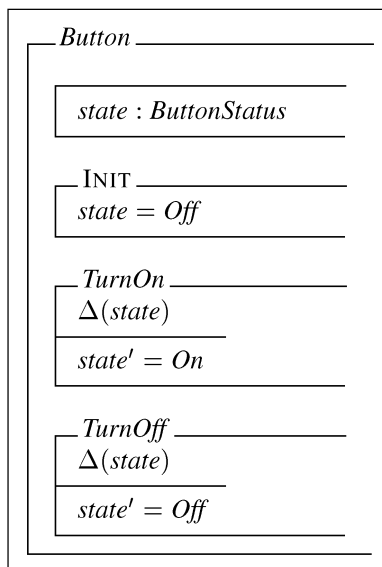 Button
state : ButtonStatus
INIT
state = Off
TurnOn
Δ(state)
state′ = On
TurnOff
Δ(state)
state′ = Off